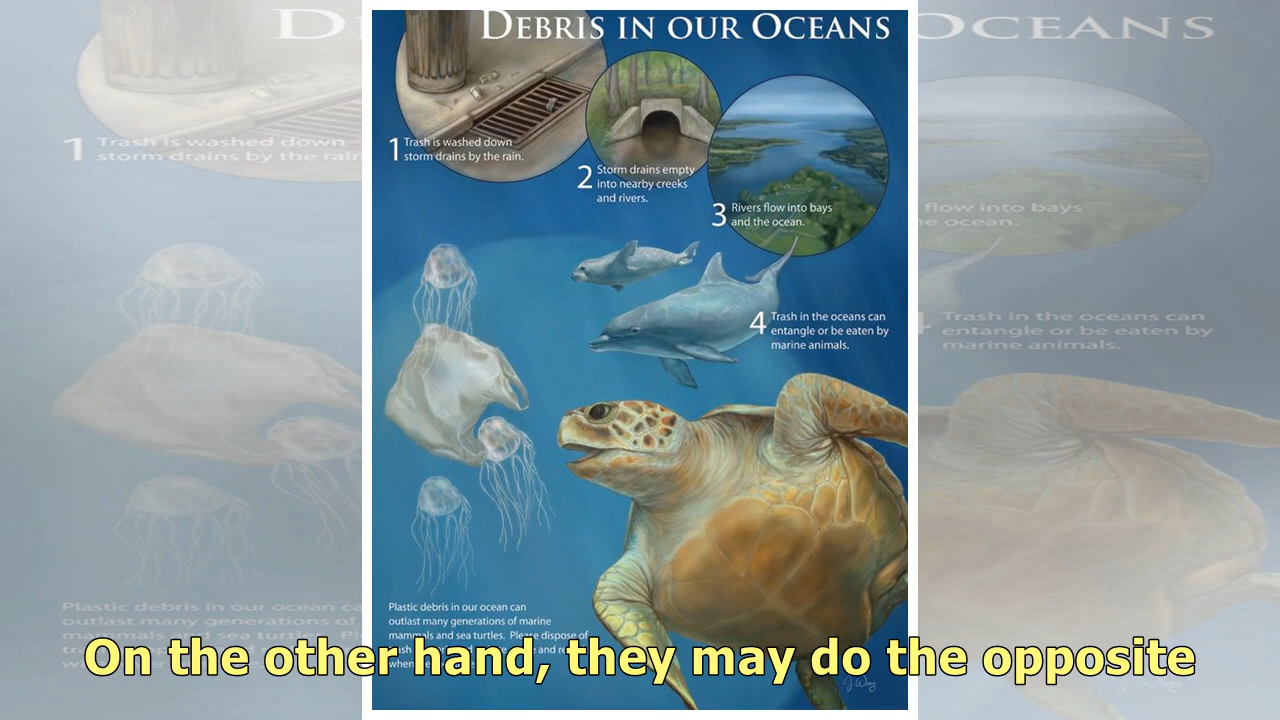 DEBRIS IN OUR OCEANS
1 Trash is washed down
storm drains by the rain.
2 Storm drains empty
into nearby creeks
and rivers.
3 Rivers flow into bays
and the ocean.
4 Trash in the oceans can
entangle or be eaten by
marine animals.
Plastic debris in our ocean can
outlast many generations of marine
mammals and sea turtles. Please dispose of
On the other hand, they may do the opposite